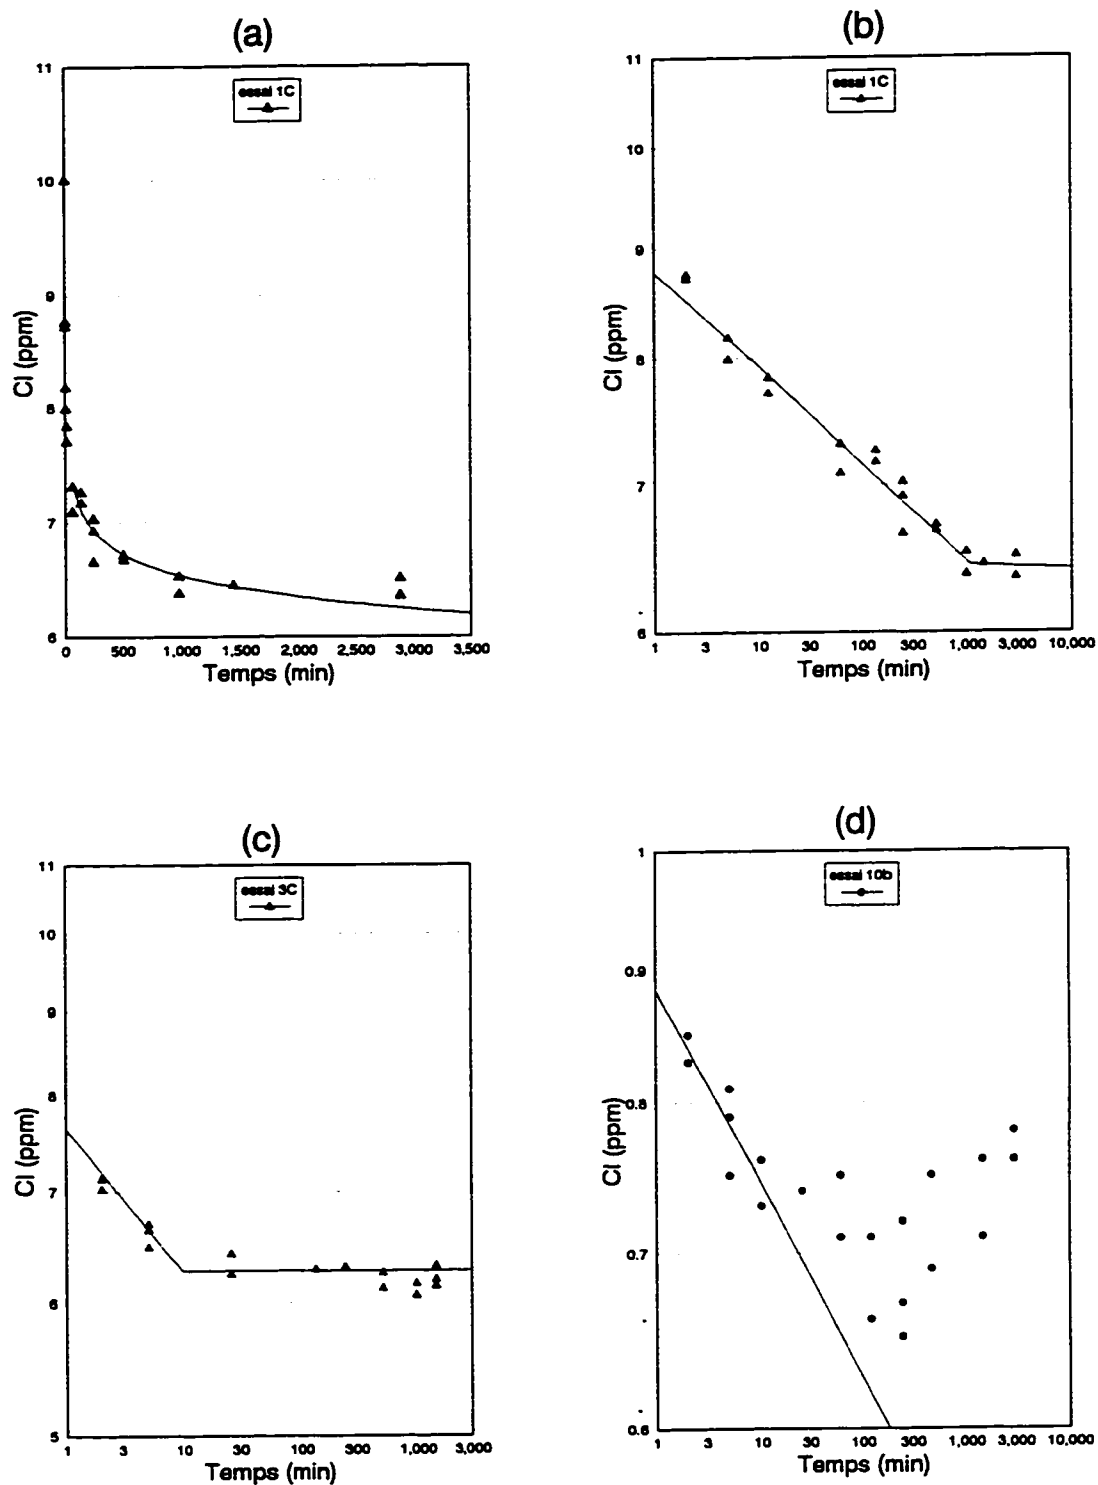 (a)
11
essai 1C
10
9
8
7
6
Cl (ppm)
0 500 1,000 1,500 2,000 2,500 3,000 3,500
Temps (min)
(b)
11
essai 1C
10
9
8
7
6
Cl (ppm)
1 3 10 30 100 300 1,000 10,000
Temps (min)
(c)
11
essai 3C
10
9
8
7
6
5
Cl (ppm)
1 3 10 30 100 300 1,000 3,000
Temps (min)
(d)
1
essai 10b
0.9
0.8
0.7
0.6
Cl (ppm)
1 3 10 30 100 300 1,000 3,000 10,000
Temps (min)